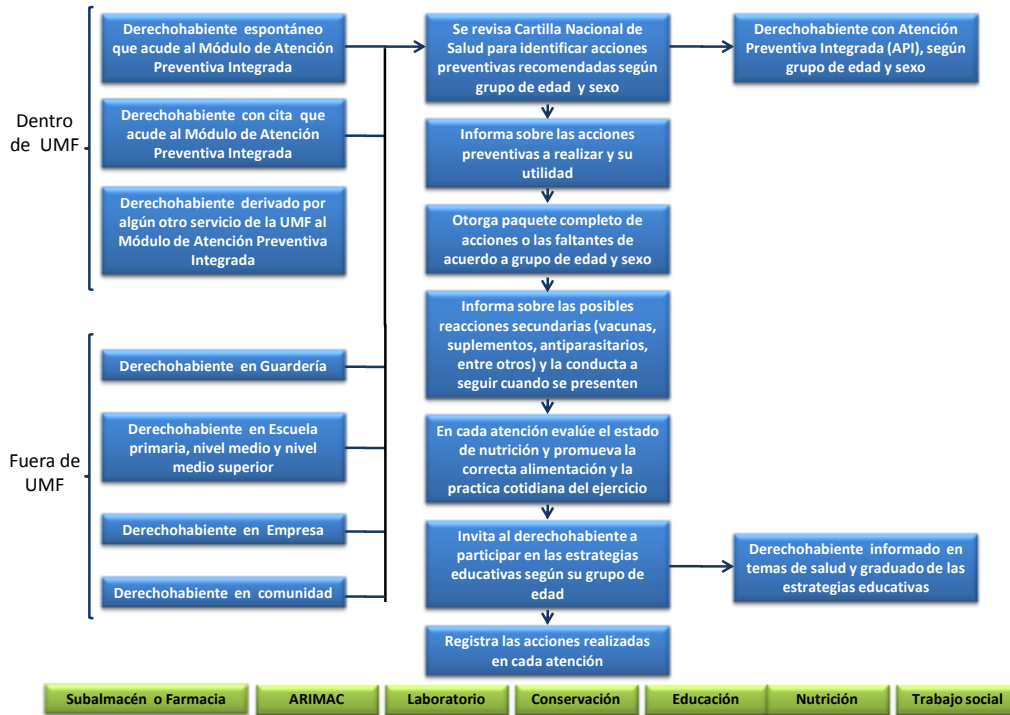 Dentro
de UMF
Derechohabiente espontáneo
que acude al Módulo de Atención
Preventiva Integrada
Derechohabiente con cita que
acude al Módulo de Atención
Preventiva Integrada
Derechohabiente derivado por
algún otro servicio de la UMF al
Módulo de Atención Preventiva
Integrada
Fuera de
UMF
Derechohabiente en Guardería
Derechohabiente en Escuela
primaria, nivel medio y nivel
medio superior
Derechohabiente en Empresa
Derechohabiente en comunidad
Se revisa Cartilla Nacional de
Salud para identificar acciones
preventivas recomendadas según
grupo de edad y sexo
Informa sobre las acciones
preventivas a realizar y su
utilidad
Otorga paquete completo de
acciones o las faltantes de
acuerdo a grupo de edad y sexo
Informa sobre las posibles
reacciones secundarias (vacunas,
suplementos, antiparasitarios,
entre otros) y la conducta a
seguir cuando se presenten
En cada atención evalúe el estado
de nutrición y promueva la
correcta alimentación y la
practica cotidiana del ejercicio
Invita al derechohabiente a
participar en las estrategias
educativas según su grupo de
edad
Registra las acciones realizadas
en cada atención
Derechohabiente con Atención
Preventiva Integrada (API), según
grupo de edad y sexo
Derechohabiente informado en
temas de salud y graduado de las
estrategias educativas
Subalmacén o Farmacia
ARIMAC
Laboratorio
Conservación
Educación
Nutrición
Trabajo social